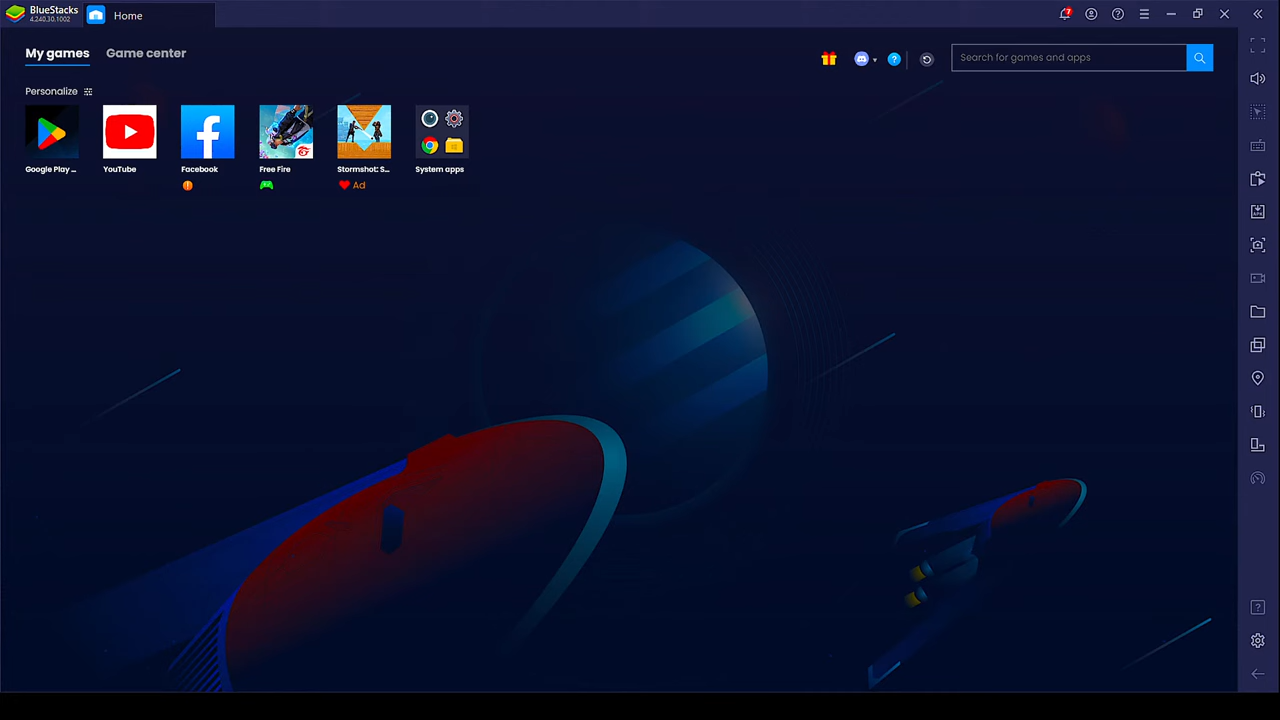 BlueStacks
4.240.30.1002
Home
7
My games
Game center
Search for games and apps
Personalize
Google Play ...
YouTube
Facebook
Free Fire
Stormshot: S...
System apps
Ad